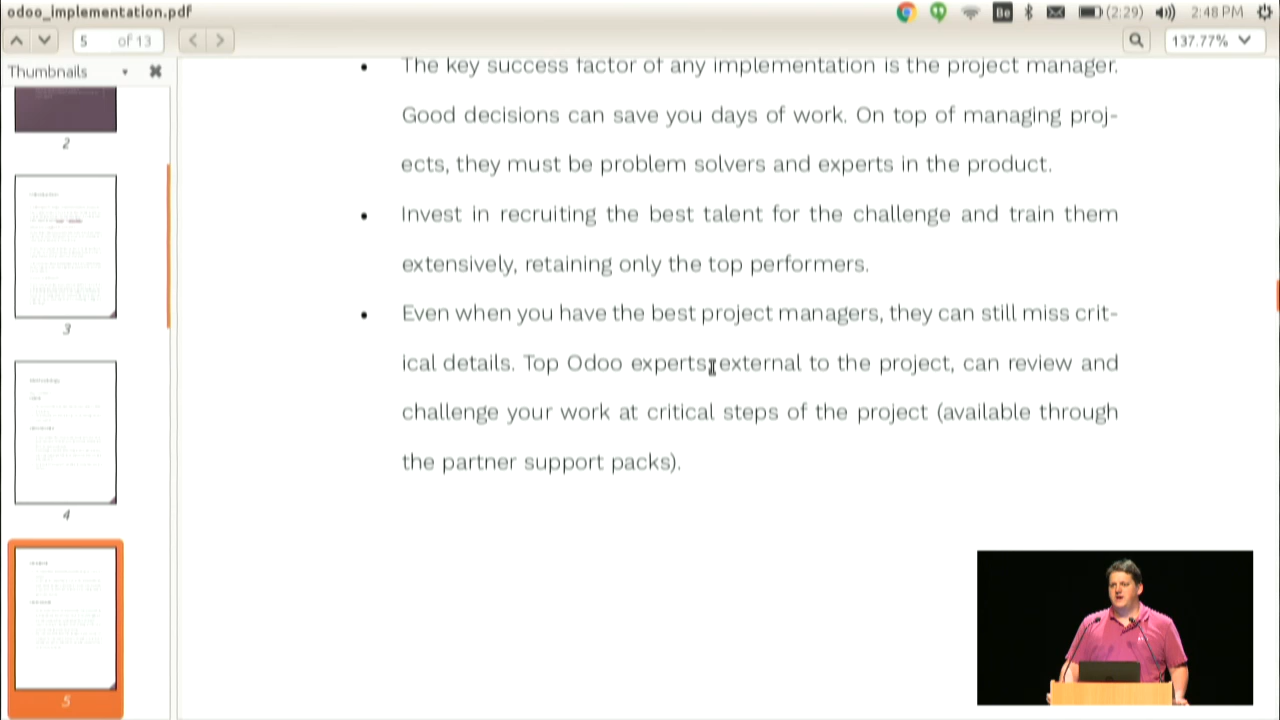 odoo_implementation.pdf
Be
(2:29)
2:48 PM
5 of 13
137.77%
Thumbnails
2
3
4
5
The key success factor of any implementation is the project manager.
Good decisions can save you days of work. On top of managing proj-
ects, they must be problem solvers and experts in the product.
Invest in recruiting the best talent for the challenge and train them
extensively, retaining only the top performers.
Even when you have the best project managers, they can still miss crit-
ical details. Top Odoo experts, external to the project, can review and
challenge your work at critical steps of the project (available through
the partner support packs).